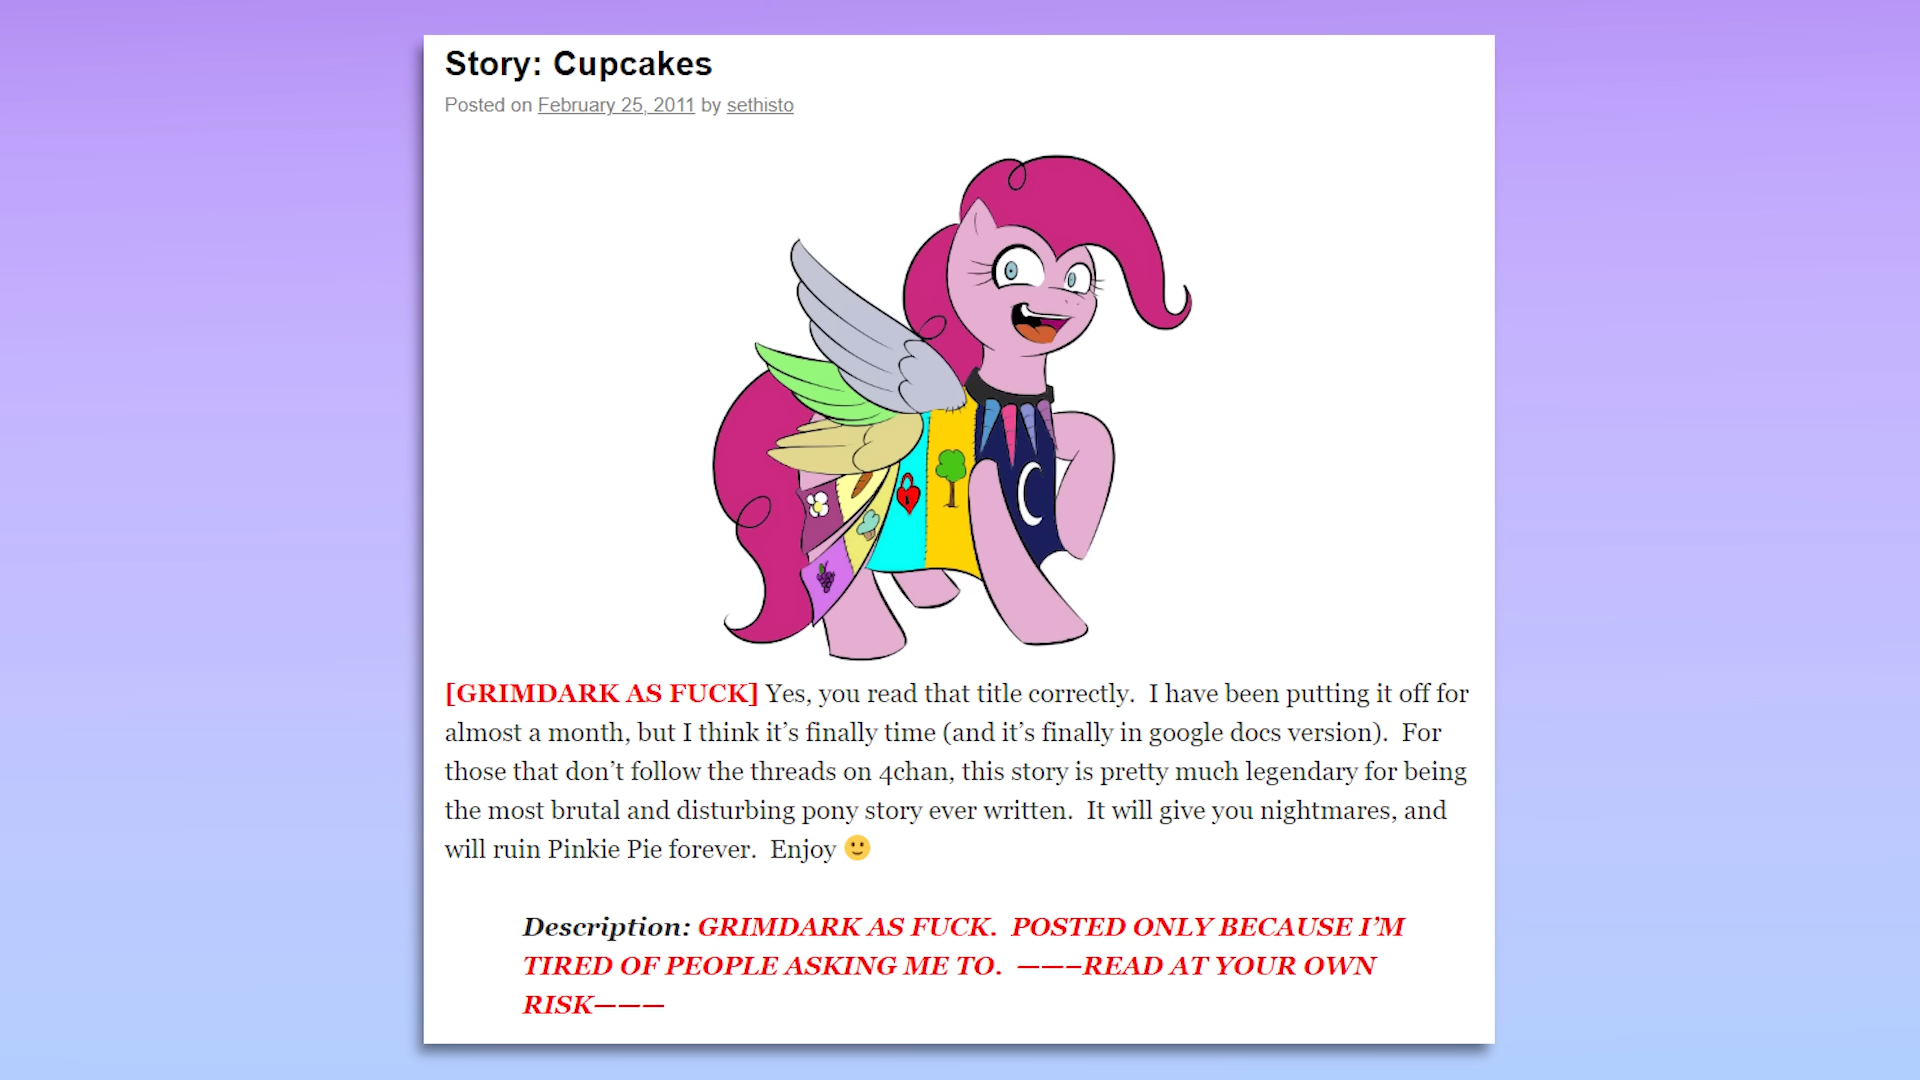 Story: Cupcakes
Posted on February 25, 2011 by sethisto
[GRIMDARK AS FUCK] Yes, you read that title correctly.  I have been putting it off for
almost a month, but I think it’s finally time (and it’s finally in google docs version).  For
those that don’t follow the threads on 4chan, this story is pretty much legendary for being
the most brutal and disturbing pony story ever written.  It will give you nightmares, and
will ruin Pinkie Pie forever.  Enjoy 🙂
Description: GRIMDARK AS FUCK.  POSTED ONLY BECAUSE I’M
TIRED OF PEOPLE ASKING ME TO.  ——–READ AT YOUR OWN
RISK———